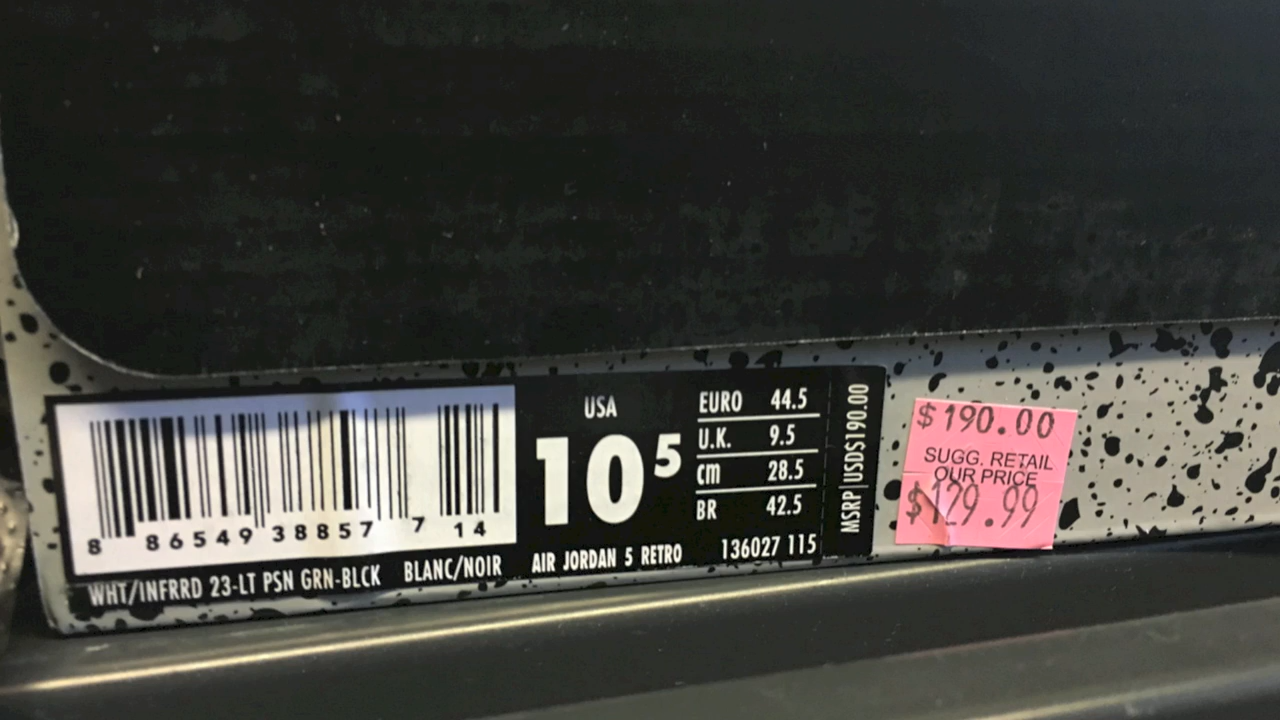 8 86549 38857 7 14
WHT/INFRRD 23-LT PSN GRN-BLCK BLANC/NOIR
USA
10⁵
AIR JORDAN 5 RETRO 136027 115
EURO 44.5
U.K. 9.5
cm 28.5
BR 42.5
MSRP|USD$190.00
$190.00
SUGG. RETAIL
OUR PRICE
$129.99